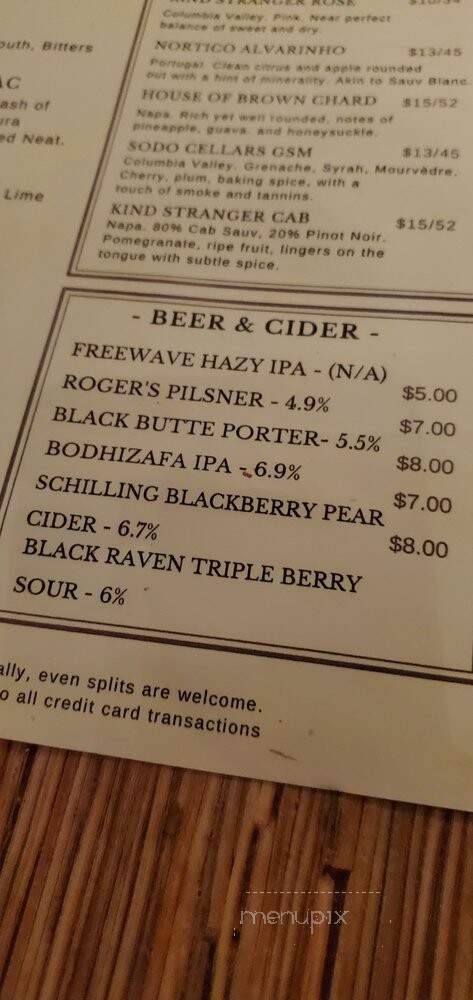 KIND STRANGER ROSE $10/34
Columbia Valley. Pink. Near perfect
balance of sweet and dry.
NORTICO ALVARINHO $13/45
Portugal. Clean citrus and apple rounded
out with a hint of minerality. Akin to Sauv Blanc.
HOUSE OF BROWN CHARD $15/52
Napa. Rich yet well rounded, notes of
pineapple, guava, and honeysuckle.
SODO CELLARS GSM $13/45
Columbia Valley. Grenache, Syrah, Mourvèdre.
Cherry, plum, baking spice, with a
touch of smoke and tannins.
KIND STRANGER CAB $15/52
Napa. 80% Cab Sauv, 20% Pinot Noir.
Pomegranate, ripe fruit, lingers on the
tongue with subtle spice.
outh, Bitters
AC
ash of
ura
ed Neat.
Lime
- BEER & CIDER -
FREEWAVE HAZY IPA - (N/A) $5.00
ROGER'S PILSNER - 4.9% $7.00
BLACK BUTTE PORTER- 5.5% $8.00
BODHIZAFA IPA - 6.9% $7.00
SCHILLING BLACKBERRY PEAR $8.00
CIDER - 6.7%
BLACK RAVEN TRIPLE BERRY
SOUR - 6%
ally, even splits are welcome.
o all credit card transactions
menupix